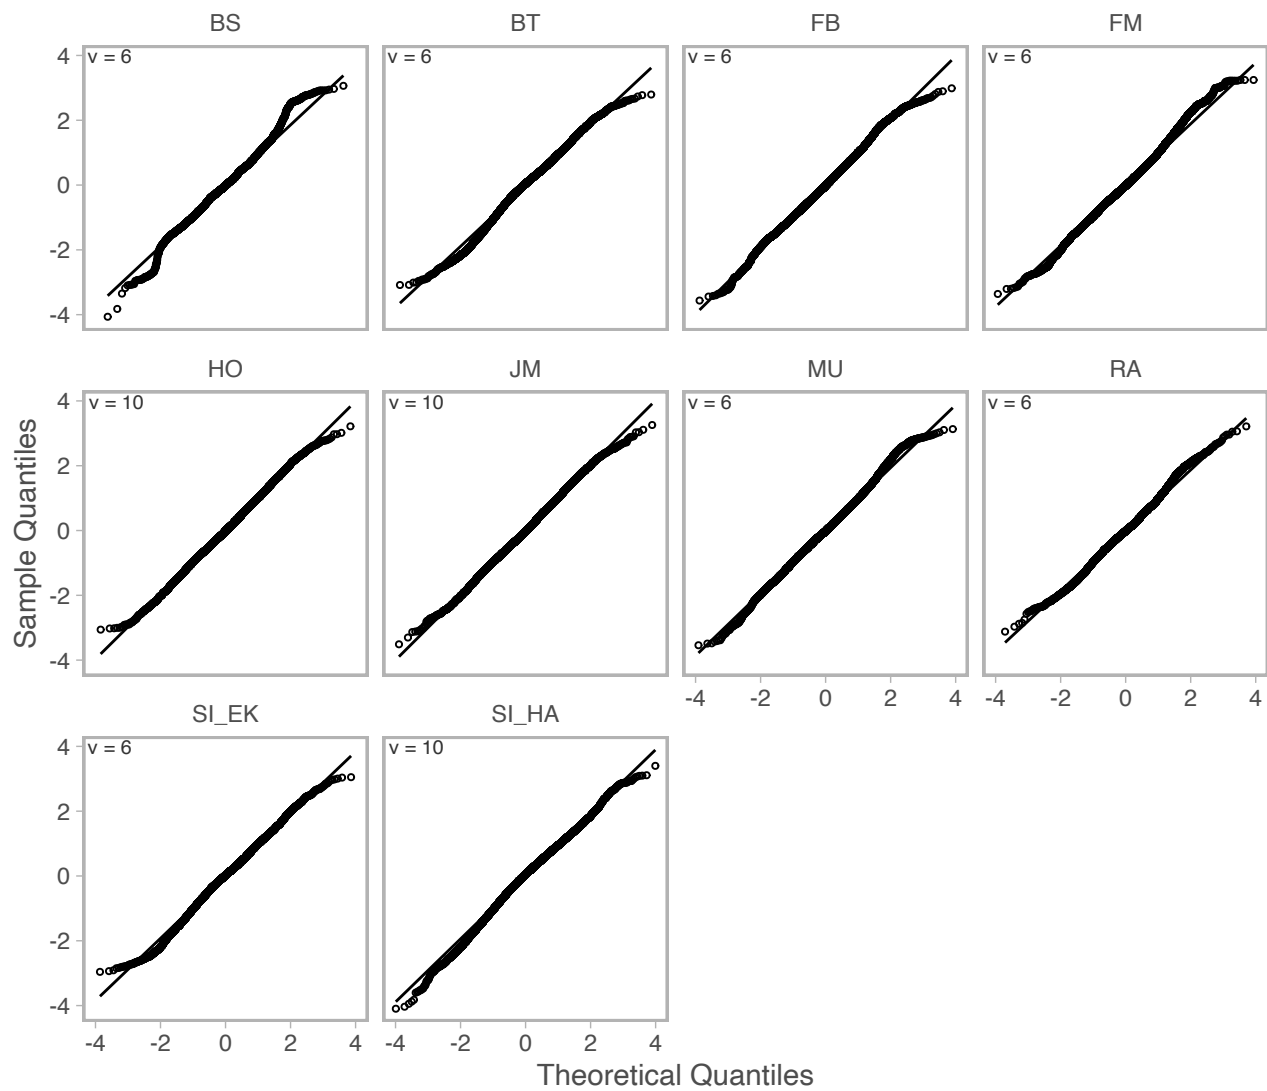 BS BT FB FM
4 v = 6 v = 6 v = 6 v = 6
2
0
-2
-4
HO JM MU RA
4 v = 10 v = 10 v = 6 v = 6
2
0
-2
-4
Sample Quantiles
-4 -2 0 2 4 -4 -2 0 2 4
SI_EK SI_HA
4 v = 6 v = 10
2
0
-2
-4
-4 -2 0 2 4 -4 -2 0 2 4
Theoretical Quantiles